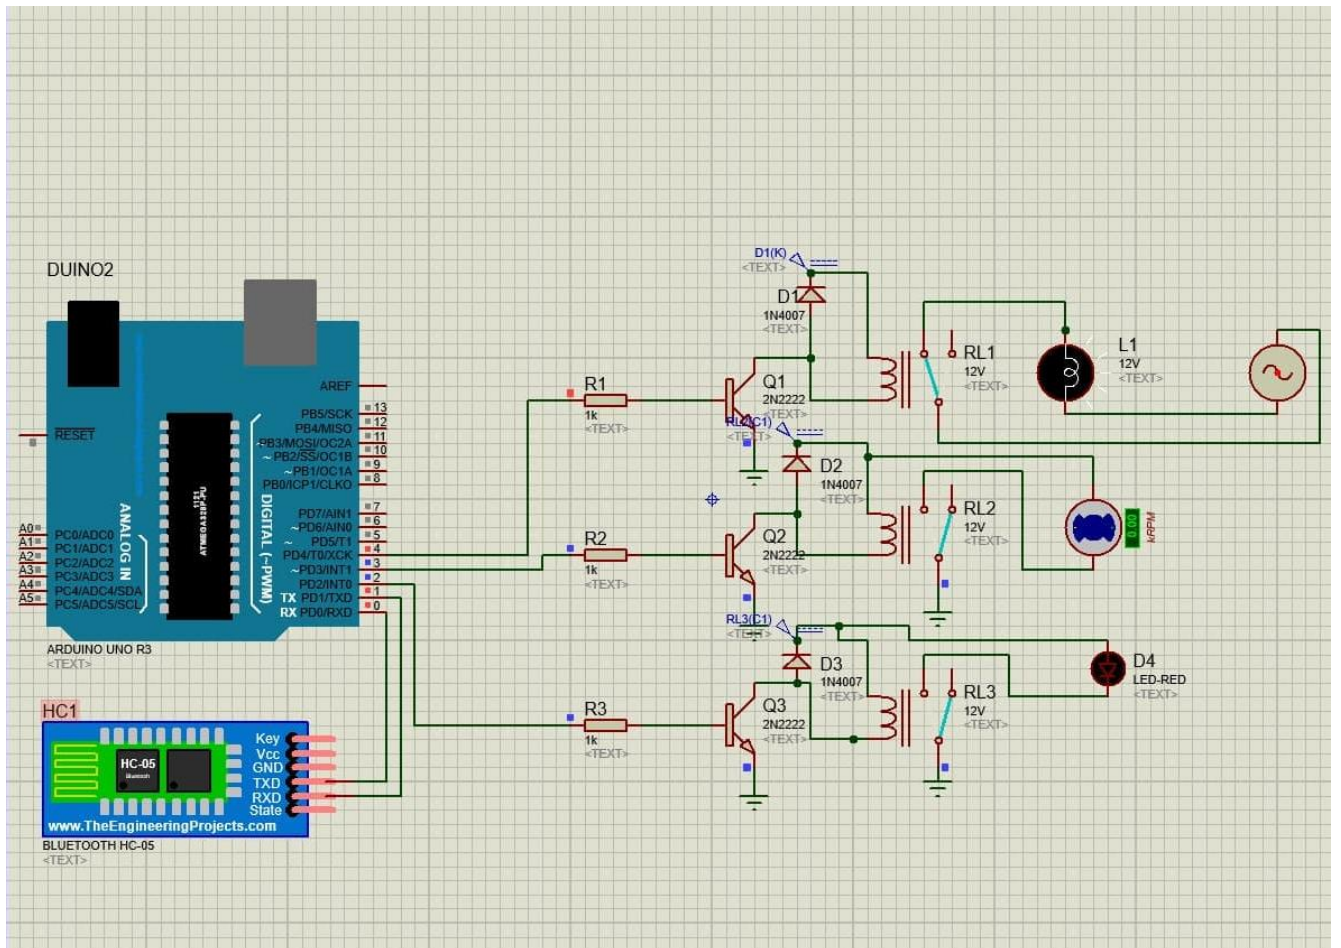 DUINO2
AREF
RESET
PB5/SCK
13
PB4/MISO
12
PB3/MOSI/OC2A
11
~PB2/SS/OC1B
10
~PB1/OC1A
9
PB0/ICP1/CLKO
8
PD7/AIN1
7
~PD6/AIN0
6
~PD5/T1
5
PD4/T0/XCK
4
~PD3/INT1
3
PD2/INT0
2
TX PD1/TXD
1
RX PD0/RXD
0
1121
ATMEGA328P-PU
ANALOG IN
DIGITAL (~PWM)
A0
PC0/ADC0
A1
PC1/ADC1
A2
PC2/ADC2
A3
PC3/ADC3
A4
PC4/ADC4/SDA
A5
PC5/ADC5/SCL
ARDUINO UNO R3
<TEXT>
HC1
HC-05
Bluetooth
Key
Vcc
GND
TXD
RXD
State
www.TheEngineeringProjects.com
BLUETOOTH HC-05
<TEXT>
R1
1k
<TEXT>
R2
1k
<TEXT>
R3
1k
<TEXT>
D1(K)
<TEXT>
D1
1N4007
<TEXT>
Q1
2N2222
<TEXT>
RL1
12V
<TEXT>
L1
12V
<TEXT>
<TEXT>
D2
1N4007
<TEXT>
Q2
2N2222
<TEXT>
RL2
12V
<TEXT>
0.00
kRPM
RL3(C1)
<TEXT>
D3
1N4007
<TEXT>
Q3
2N2222
<TEXT>
RL3
12V
<TEXT>
D4
LED-RED
<TEXT>